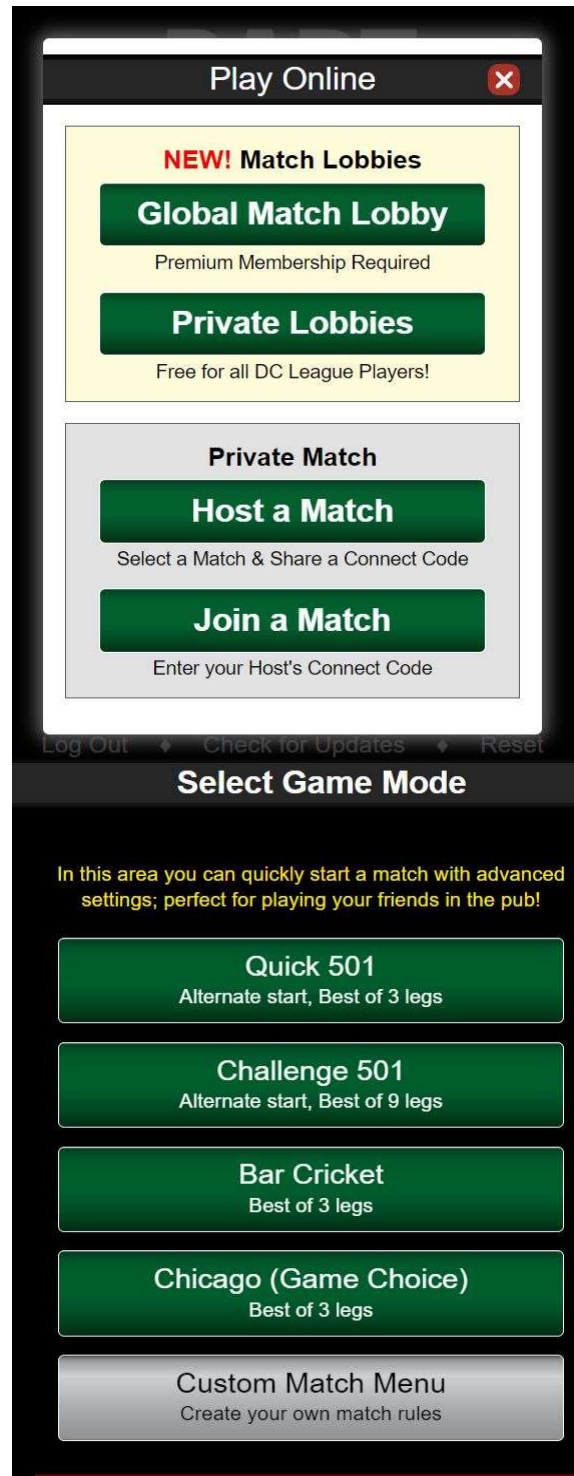 Play Online
NEW! Match Lobbies
Global Match Lobby
Premium Membership Required
Private Lobbies
Free for all DC League Players!
Private Match
Host a Match
Select a Match & Share a Connect Code
Join a Match
Enter your Host's Connect Code
Log Out ♦ Check for Updates ♦ Reset
Select Game Mode
In this area you can quickly start a match with advanced
settings; perfect for playing your friends in the pub!
Quick 501
Alternate start, Best of 3 legs
Challenge 501
Alternate start, Best of 9 legs
Bar Cricket
Best of 3 legs
Chicago (Game Choice)
Best of 3 legs
Custom Match Menu
Create your own match rules